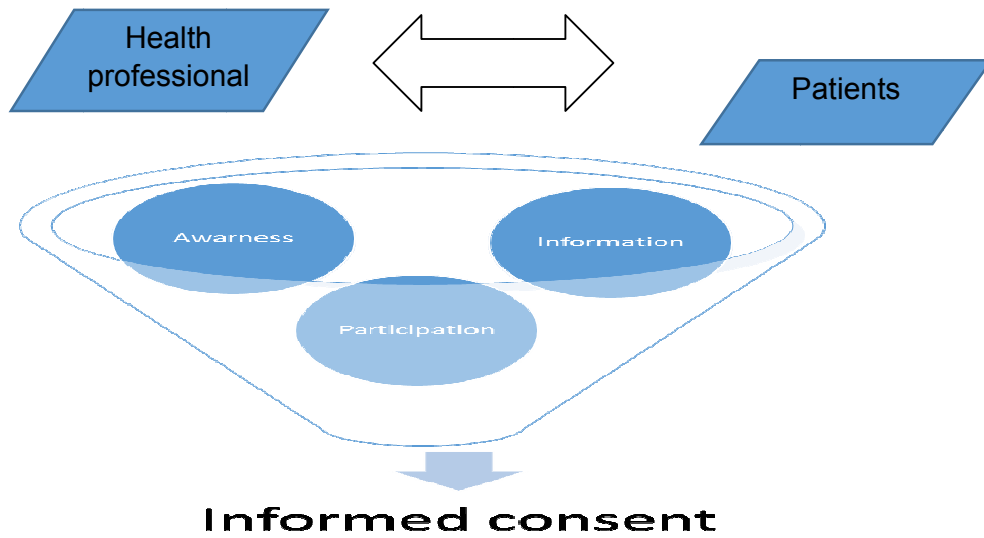 Health
professional
Patients
Awarness
Information
Participation
Informed consent